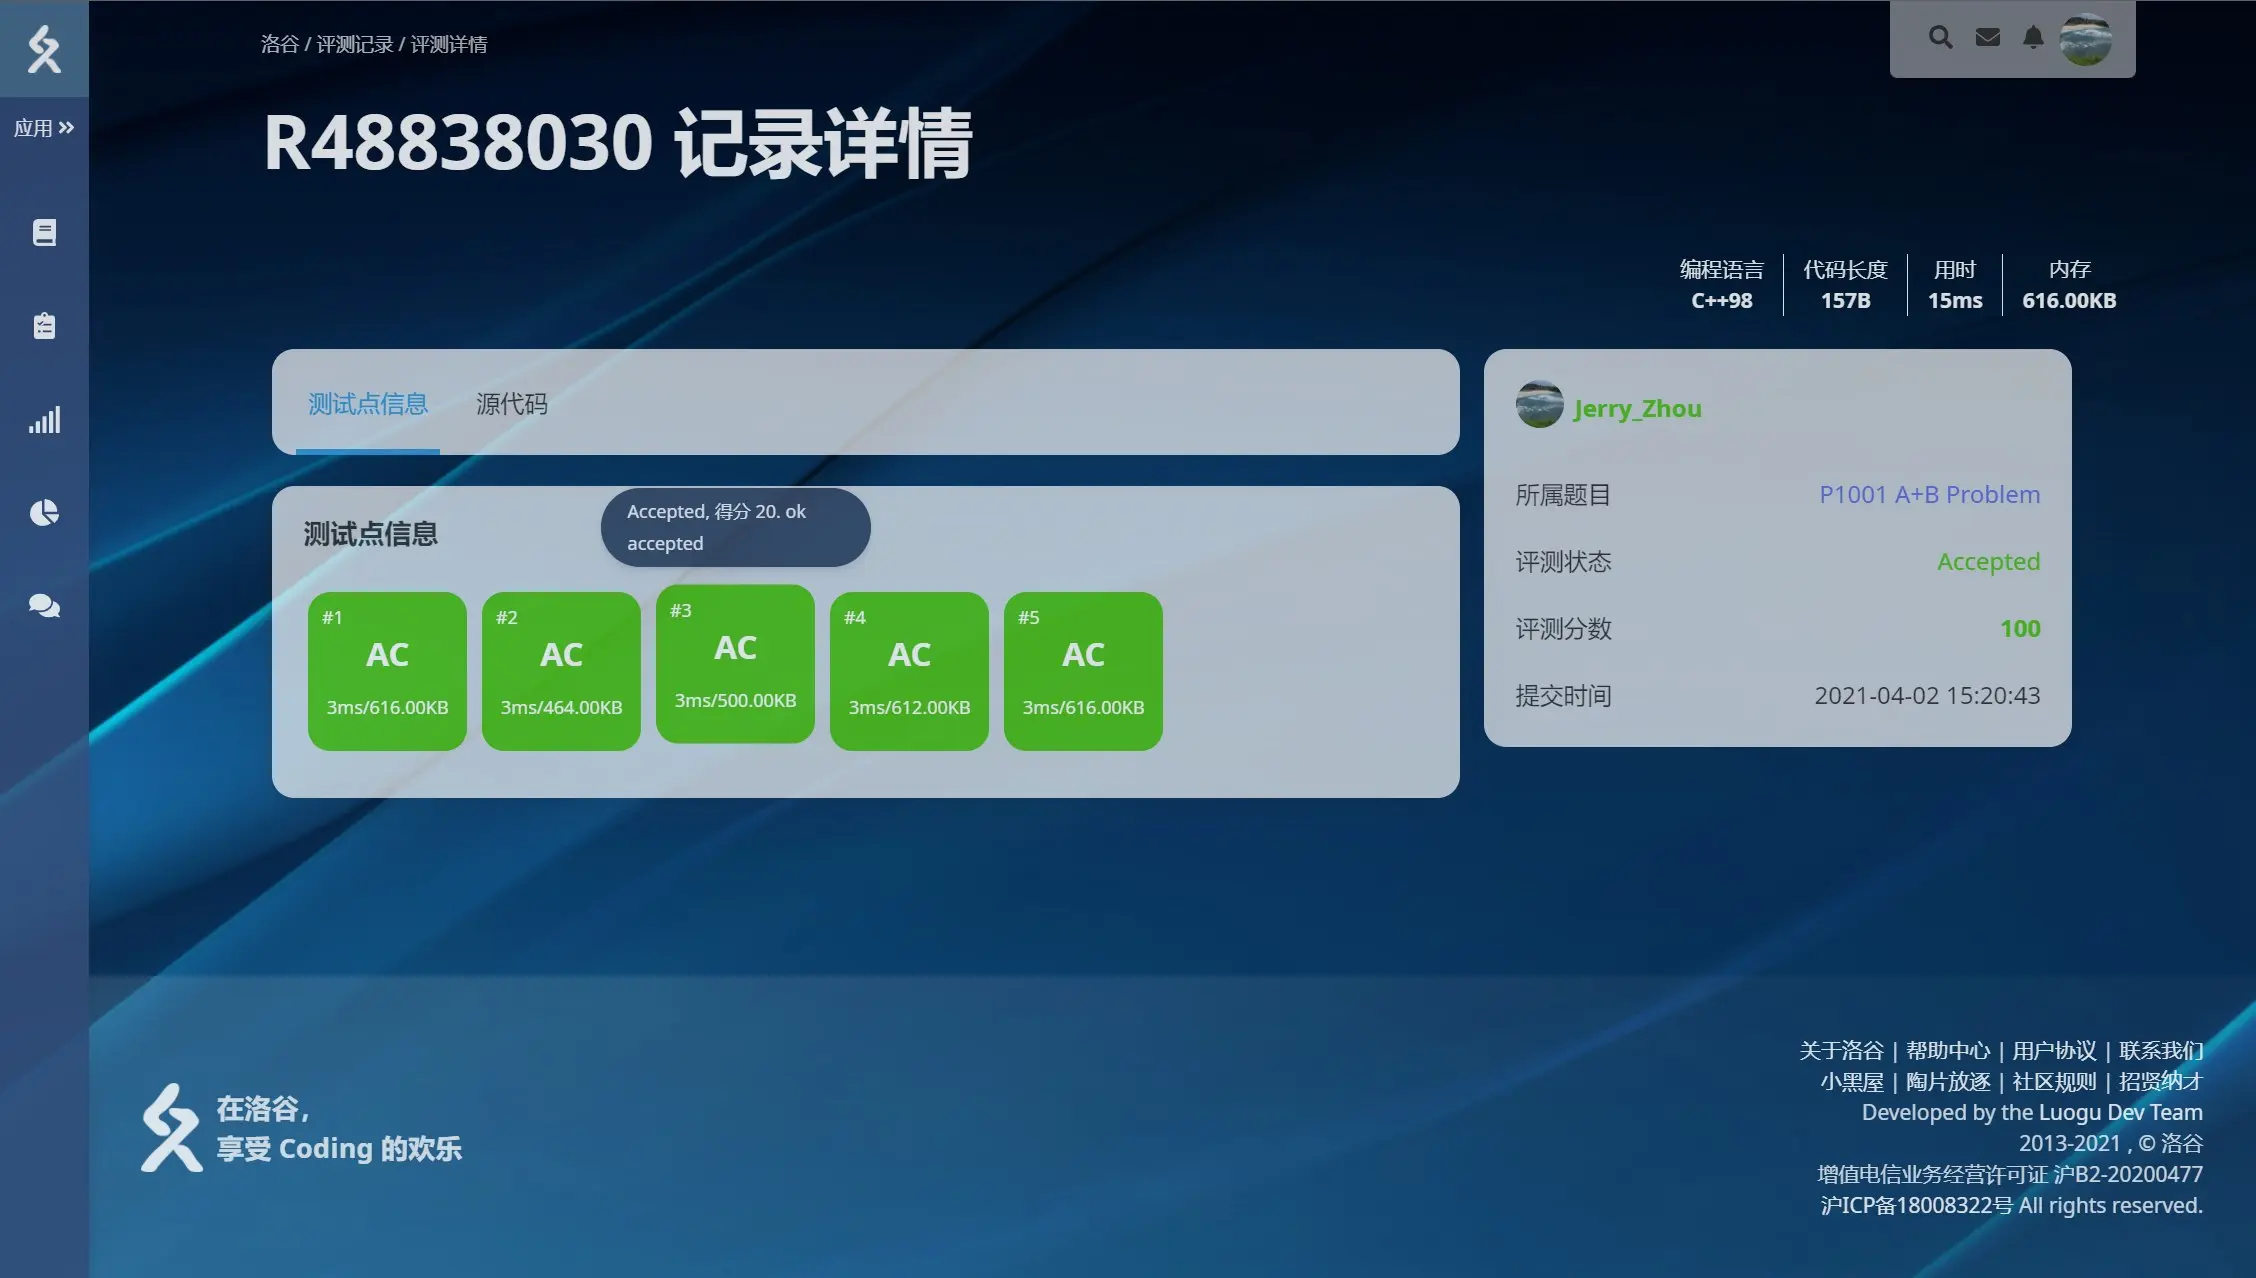 洛谷 / 评测记录 / 评测详情
应用
R48838030 记录详情
编程语言
C++98
代码长度
157B
用时
15ms
内存
616.00KB
测试点信息
源代码
Jerry_Zhou
所属题目
P1001 A+B Problem
评测状态
Accepted
评测分数
100
提交时间
2021-04-02 15:20:43
测试点信息
Accepted, 得分 20. ok
accepted
#1
AC
3ms/616.00KB
#2
AC
3ms/464.00KB
#3
AC
3ms/500.00KB
#4
AC
3ms/612.00KB
#5
AC
3ms/616.00KB
在洛谷,
享受 Coding 的欢乐
关于洛谷 | 帮助中心 | 用户协议 | 联系我们
小黑屋 | 陶片放逐 | 社区规则 | 招贤纳才
Developed by the Luogu Dev Team
2013-2021 , © 洛谷
增值电信业务经营许可证 沪B2-20200477
沪ICP备18008322号 All rights reserved.